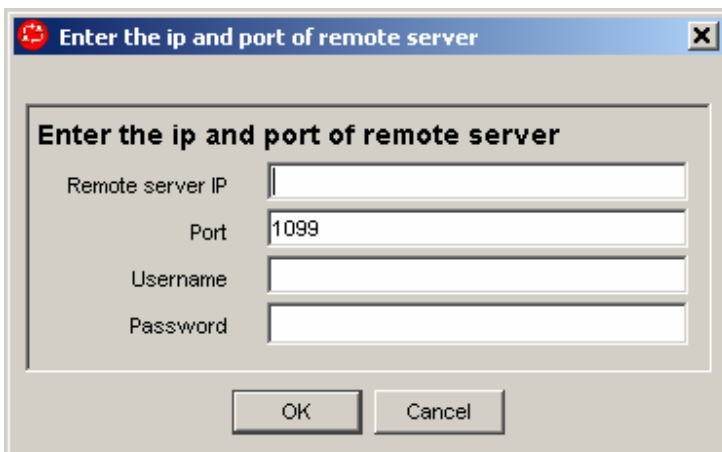 Enter the ip and port of remote server
Enter the ip and port of remote server
Remote server IP
Port 1099
Username
Password
OK Cancel